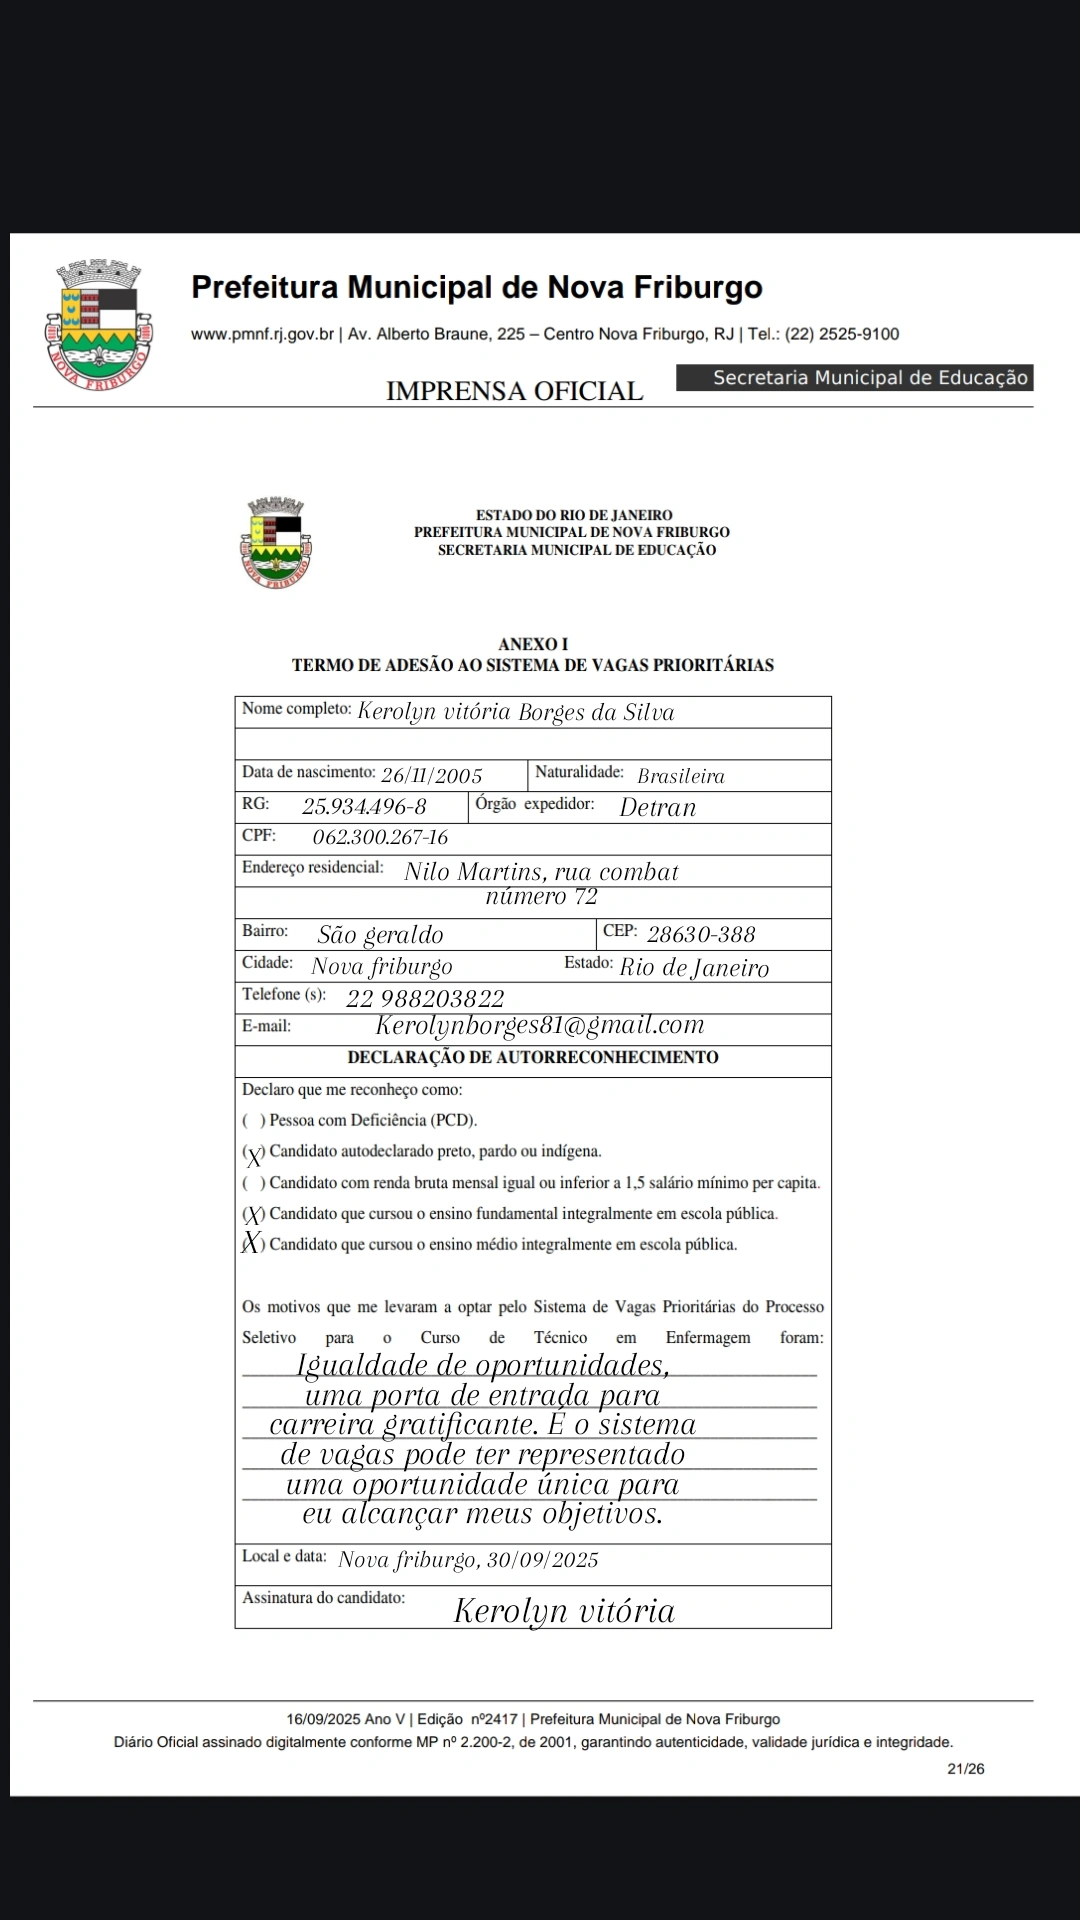 Prefeitura Municipal de Nova Friburgo
www.pmnf.rj.gov.br | Av. Alberto Braune, 225 – Centro Nova Friburgo, RJ | Tel.: (22) 2525-9100
IMPRENSA OFICIAL
Secretaria Municipal de Educação
NOVA FRIBURGO
ESTADO DO RIO DE JANEIRO
PREFEITURA MUNICIPAL DE NOVA FRIBURGO
SECRETARIA MUNICIPAL DE EDUCAÇÃO
NOVA FRIBURGO
ANEXO I
TERMO DE ADESÃO AO SISTEMA DE VAGAS PRIORITÁRIAS
Nome completo: Kerolyn vitória Borges da Silva
Data de nascimento: 26/11/2005 Naturalidade: Brasileira
RG: 25.934.496-8 Órgão expedidor: Detran
CPF: 062.300.267-16
Endereço residencial: Nilo Martins, rua combat
número 72
Bairro: São geraldo CEP: 28630-388
Cidade: Nova friburgo Estado: Rio de Janeiro
Telefone (s): 22 988203822
E-mail: Kerolynborges81@gmail.com
DECLARAÇÃO DE AUTORRECONHECIMENTO
Declaro que me reconheço como:
( ) Pessoa com Deficiência (PCD).
(X) Candidato autodeclarado preto, pardo ou indígena.
( ) Candidato com renda bruta mensal igual ou inferior a 1,5 salário mínimo per capita.
(X) Candidato que cursou o ensino fundamental integralmente em escola pública.
(X) Candidato que cursou o ensino médio integralmente em escola pública.
Os motivos que me levaram a optar pelo Sistema de Vagas Prioritárias do Processo
Seletivo para o Curso de Técnico em Enfermagem foram:
Igualdade de oportunidades,
uma porta de entrada para
carreira gratificante. É o sistema
de vagas pode ter representado
uma oportunidade única para
eu alcançar meus objetivos.
Local e data: Nova friburgo, 30/09/2025
Assinatura do candidato: Kerolyn vitória
16/09/2025 Ano V | Edição nº2417 | Prefeitura Municipal de Nova Friburgo
Diário Oficial assinado digitalmente conforme MP nº 2.200-2, de 2001, garantindo autenticidade, validade jurídica e integridade.
21/26